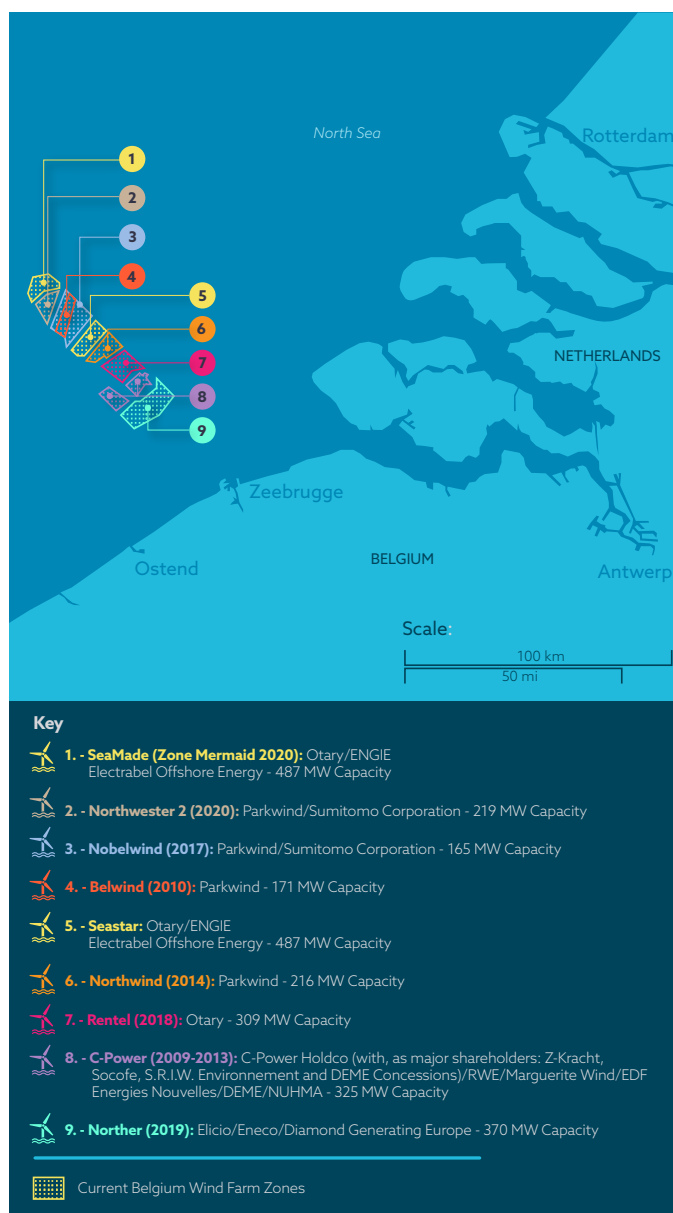 North Sea
Rotterdam
1
2
3
4
5
6
7
8
9
NETHERLANDS
Zeebrugge
BELGIUM
Ostend
Antwerp
Scale:
100 km
50 mi
Key
1. - SeaMade (Zone Mermaid 2020): Otary/ENGIE
Electrabel Offshore Energy - 487 MW Capacity
2. - Northwester 2 (2020): Parkwind/Sumitomo Corporation - 219 MW Capacity
3. - Nobelwind (2017): Parkwind/Sumitomo Corporation - 165 MW Capacity
4. - Belwind (2010): Parkwind - 171 MW Capacity
5. - Seastar: Otary/ENGIE
Electrabel Offshore Energy - 487 MW Capacity
6. - Northwind (2014): Parkwind - 216 MW Capacity
7. - Rentel (2018): Otary - 309 MW Capacity
8. - C-Power (2009-2013): C-Power Holdco (with, as major shareholders: Z-Kracht,
Socofe, S.R.I.W. Environnement and DEME Concessions)/RWE/Marguerite Wind/EDF
Energies Nouvelles/DEME/NUHMA - 325 MW Capacity
9. - Norther (2019): Elicio/Eneco/Diamond Generating Europe - 370 MW Capacity
Current Belgium Wind Farm Zones